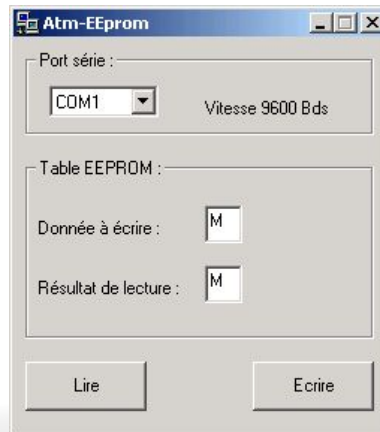 Atm-EEprom
Port série :
COM1 Vitesse 9600 Bds
Table EEPROM :
Donnée à écrire : M
Résultat de lecture : M
Lire Ecrire